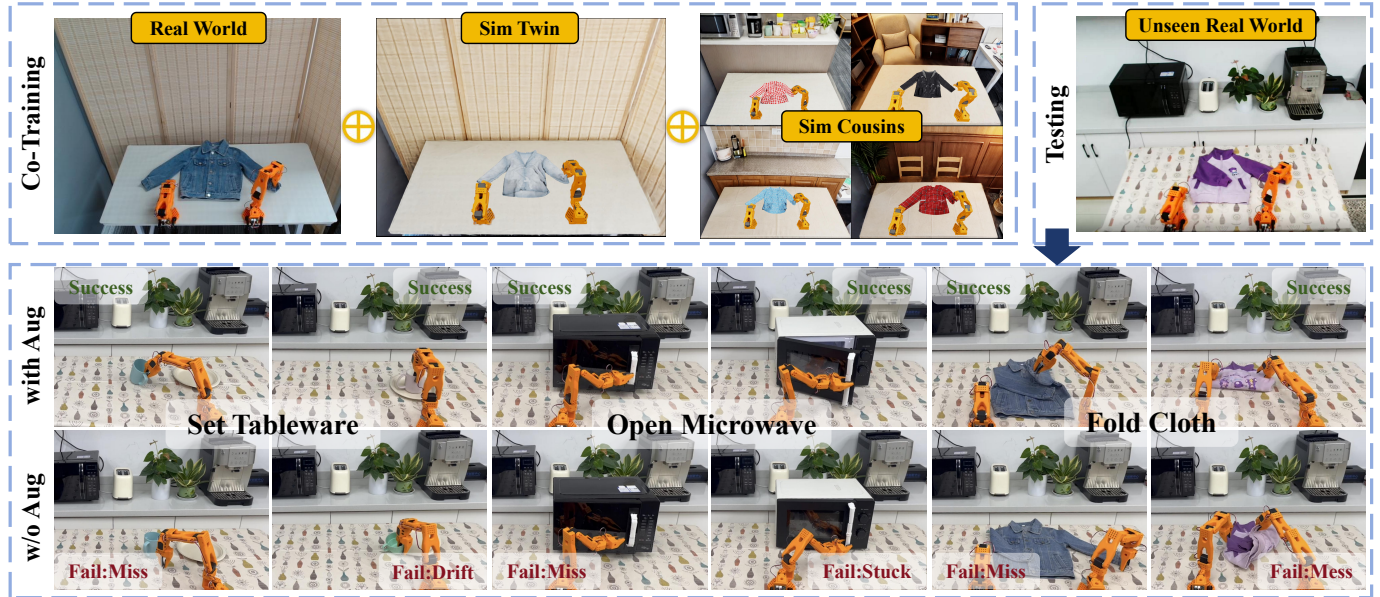 Co-Training
Real World
Sim Twin
Sim Cousins
Testing
Unseen Real World
with Aug
Success
Success
Success
Success
Success
Success
Set Tableware
Open Microwave
Fold Cloth
w/o Aug
Fail:Miss
Fail:Drift
Fail:Miss
Fail:Stuck
Fail:Miss
Fail:Mess